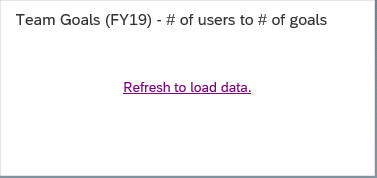 Team Goals (FY19) - # of users to # of goals
Refresh to load data.